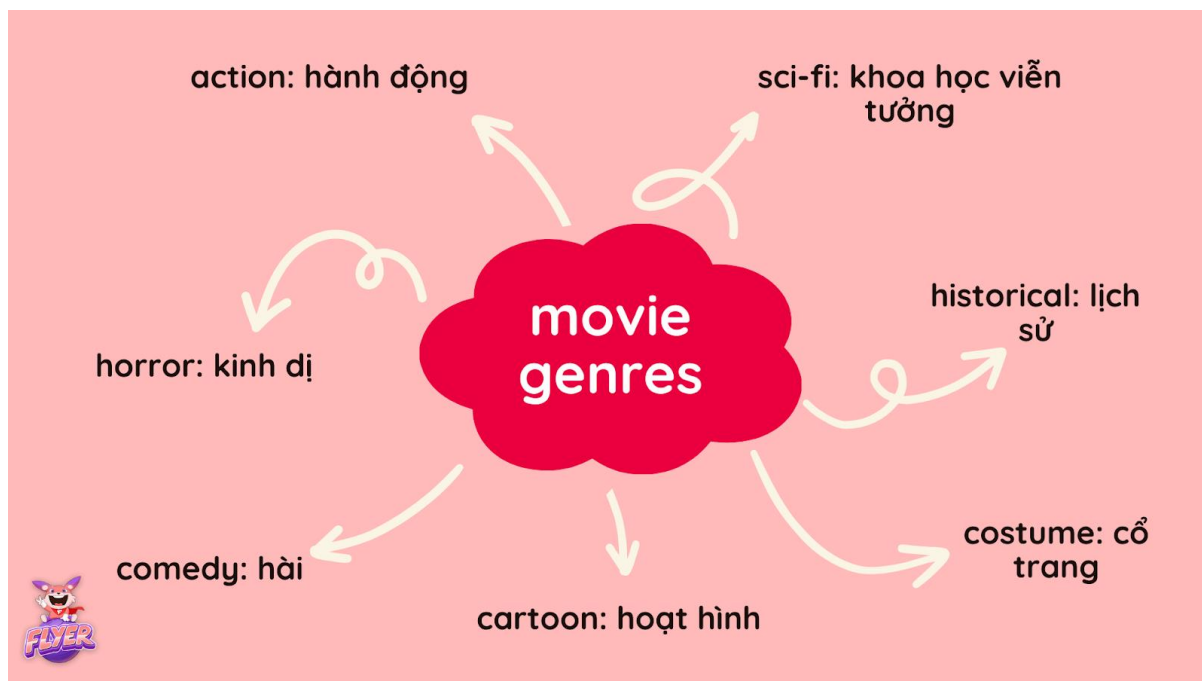 action: hành động
sci-fi: khoa học viễn
tưởng
movie
genres
historical: lịch
sử
horror: kinh dị
costume: cổ
trang
comedy: hài
cartoon: hoạt hình
FLYER